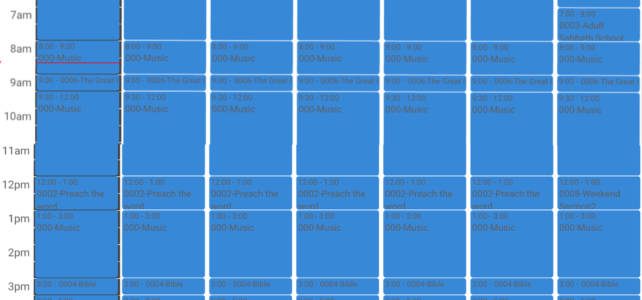 7am
7:00 - 8:00
0003-Adult
Sabbath School
8am
8:00 - 9:00 8:00 - 9:00 8:00 - 9:00 8:00 - 9:00 8:00 - 9:00 8:00 - 9:00 8:00 - 9:00
000-Music 000-Music 000-Music 000-Music 000-Music 000-Music 000-Music
9am
9:00 - 0006-The Great 9:00 - 0006-The Great 9:00 - 0006-The Great 9:00 - 0006-The Great 9:00 - 0006-The Great 9:00 - 0006-The Great 9:00 - 0006-The Great
9:30 - 12:00 9:30 - 12:00 9:30 - 12:00 9:30 - 12:00 9:30 - 12:00 9:30 - 12:00 9:30 - 12:00
000-Music 000-Music 000-Music 000-Music 000-Music 000-Music 000-Music
10am
11am
12pm
12:00 - 1:00 12:00 - 1:00 12:00 - 1:00 12:00 - 1:00 12:00 - 1:00 12:00 - 1:00 12:00 - 1:00
0002-Preach the 0002-Preach the 0002-Preach the 0002-Preach the 0002-Preach the 0002-Preach the 0008-Weekend
word word word word word word Sermon2
1pm
1:00 - 3:00 1:00 - 3:00 1:00 - 3:00 1:00 - 3:00 1:00 - 3:00 1:00 - 3:00 1:00 - 3:00
000-Music 000-Music 000-Music 000-Music 000-Music 000-Music 000-Music
2pm
3pm
3:00 - 0004-Bible 3:00 - 0004-Bible 3:00 - 0004-Bible 3:00 - 0004-Bible 3:00 - 0004-Bible 3:00 - 0004-Bible 3:00 - 0004-Bible